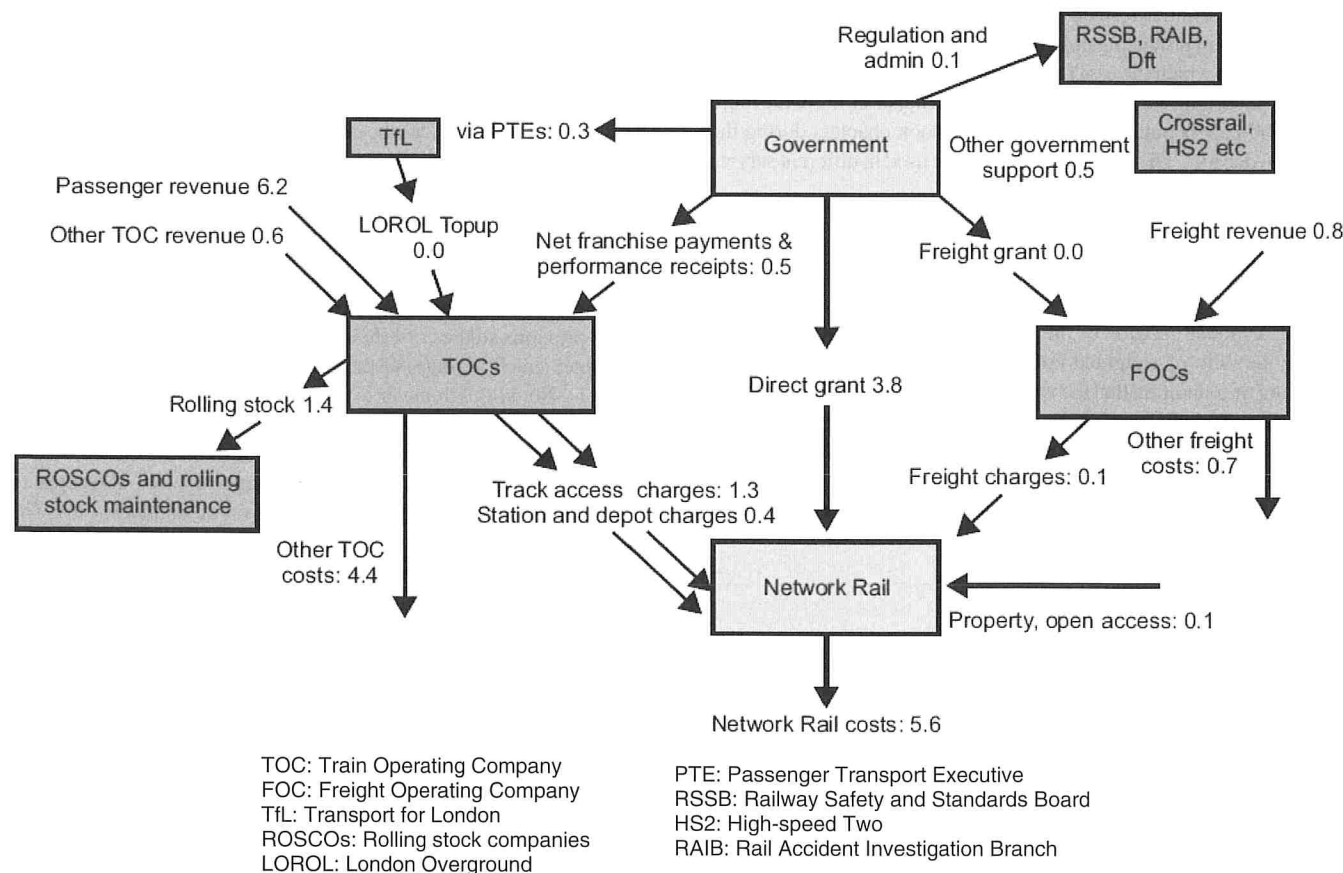 Regulation and
admin 0.1
RSSB, RAIB,
Dft
TfL
via PTEs: 0.3
Government
Other government
support 0.5
Crossrail,
HS2 etc
Passenger revenue 6.2
Other TOC revenue 0.6
LOROL Topup
0.0
Net franchise payments &
performance receipts: 0.5
Freight grant 0.0
Freight revenue 0.8
TOCs
Direct grant 3.8
FOCs
Rolling stock 1.4
ROSCOs and rolling
stock maintenance
Track access charges: 1.3
Station and depot charges 0.4
Freight charges: 0.1
Other freight
costs: 0.7
Other TOC
costs: 4.4
Network Rail
Property, open access: 0.1
Network Rail costs: 5.6
TOC: Train Operating Company
FOC: Freight Operating Company
TfL: Transport for London
ROSCOs: Rolling stock companies
LOROL: London Overground
PTE: Passenger Transport Executive
RSSB: Railway Safety and Standards Board
HS2: High-speed Two
RAIB: Rail Accident Investigation Branch